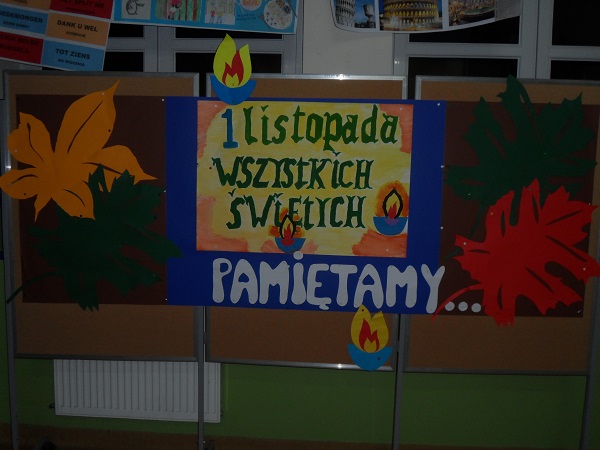 DANK U WEL
TOT ZIENS
1 listopada
WSZYSTKICH
ŚWIĘTYCH
PAMIĘTAMY...